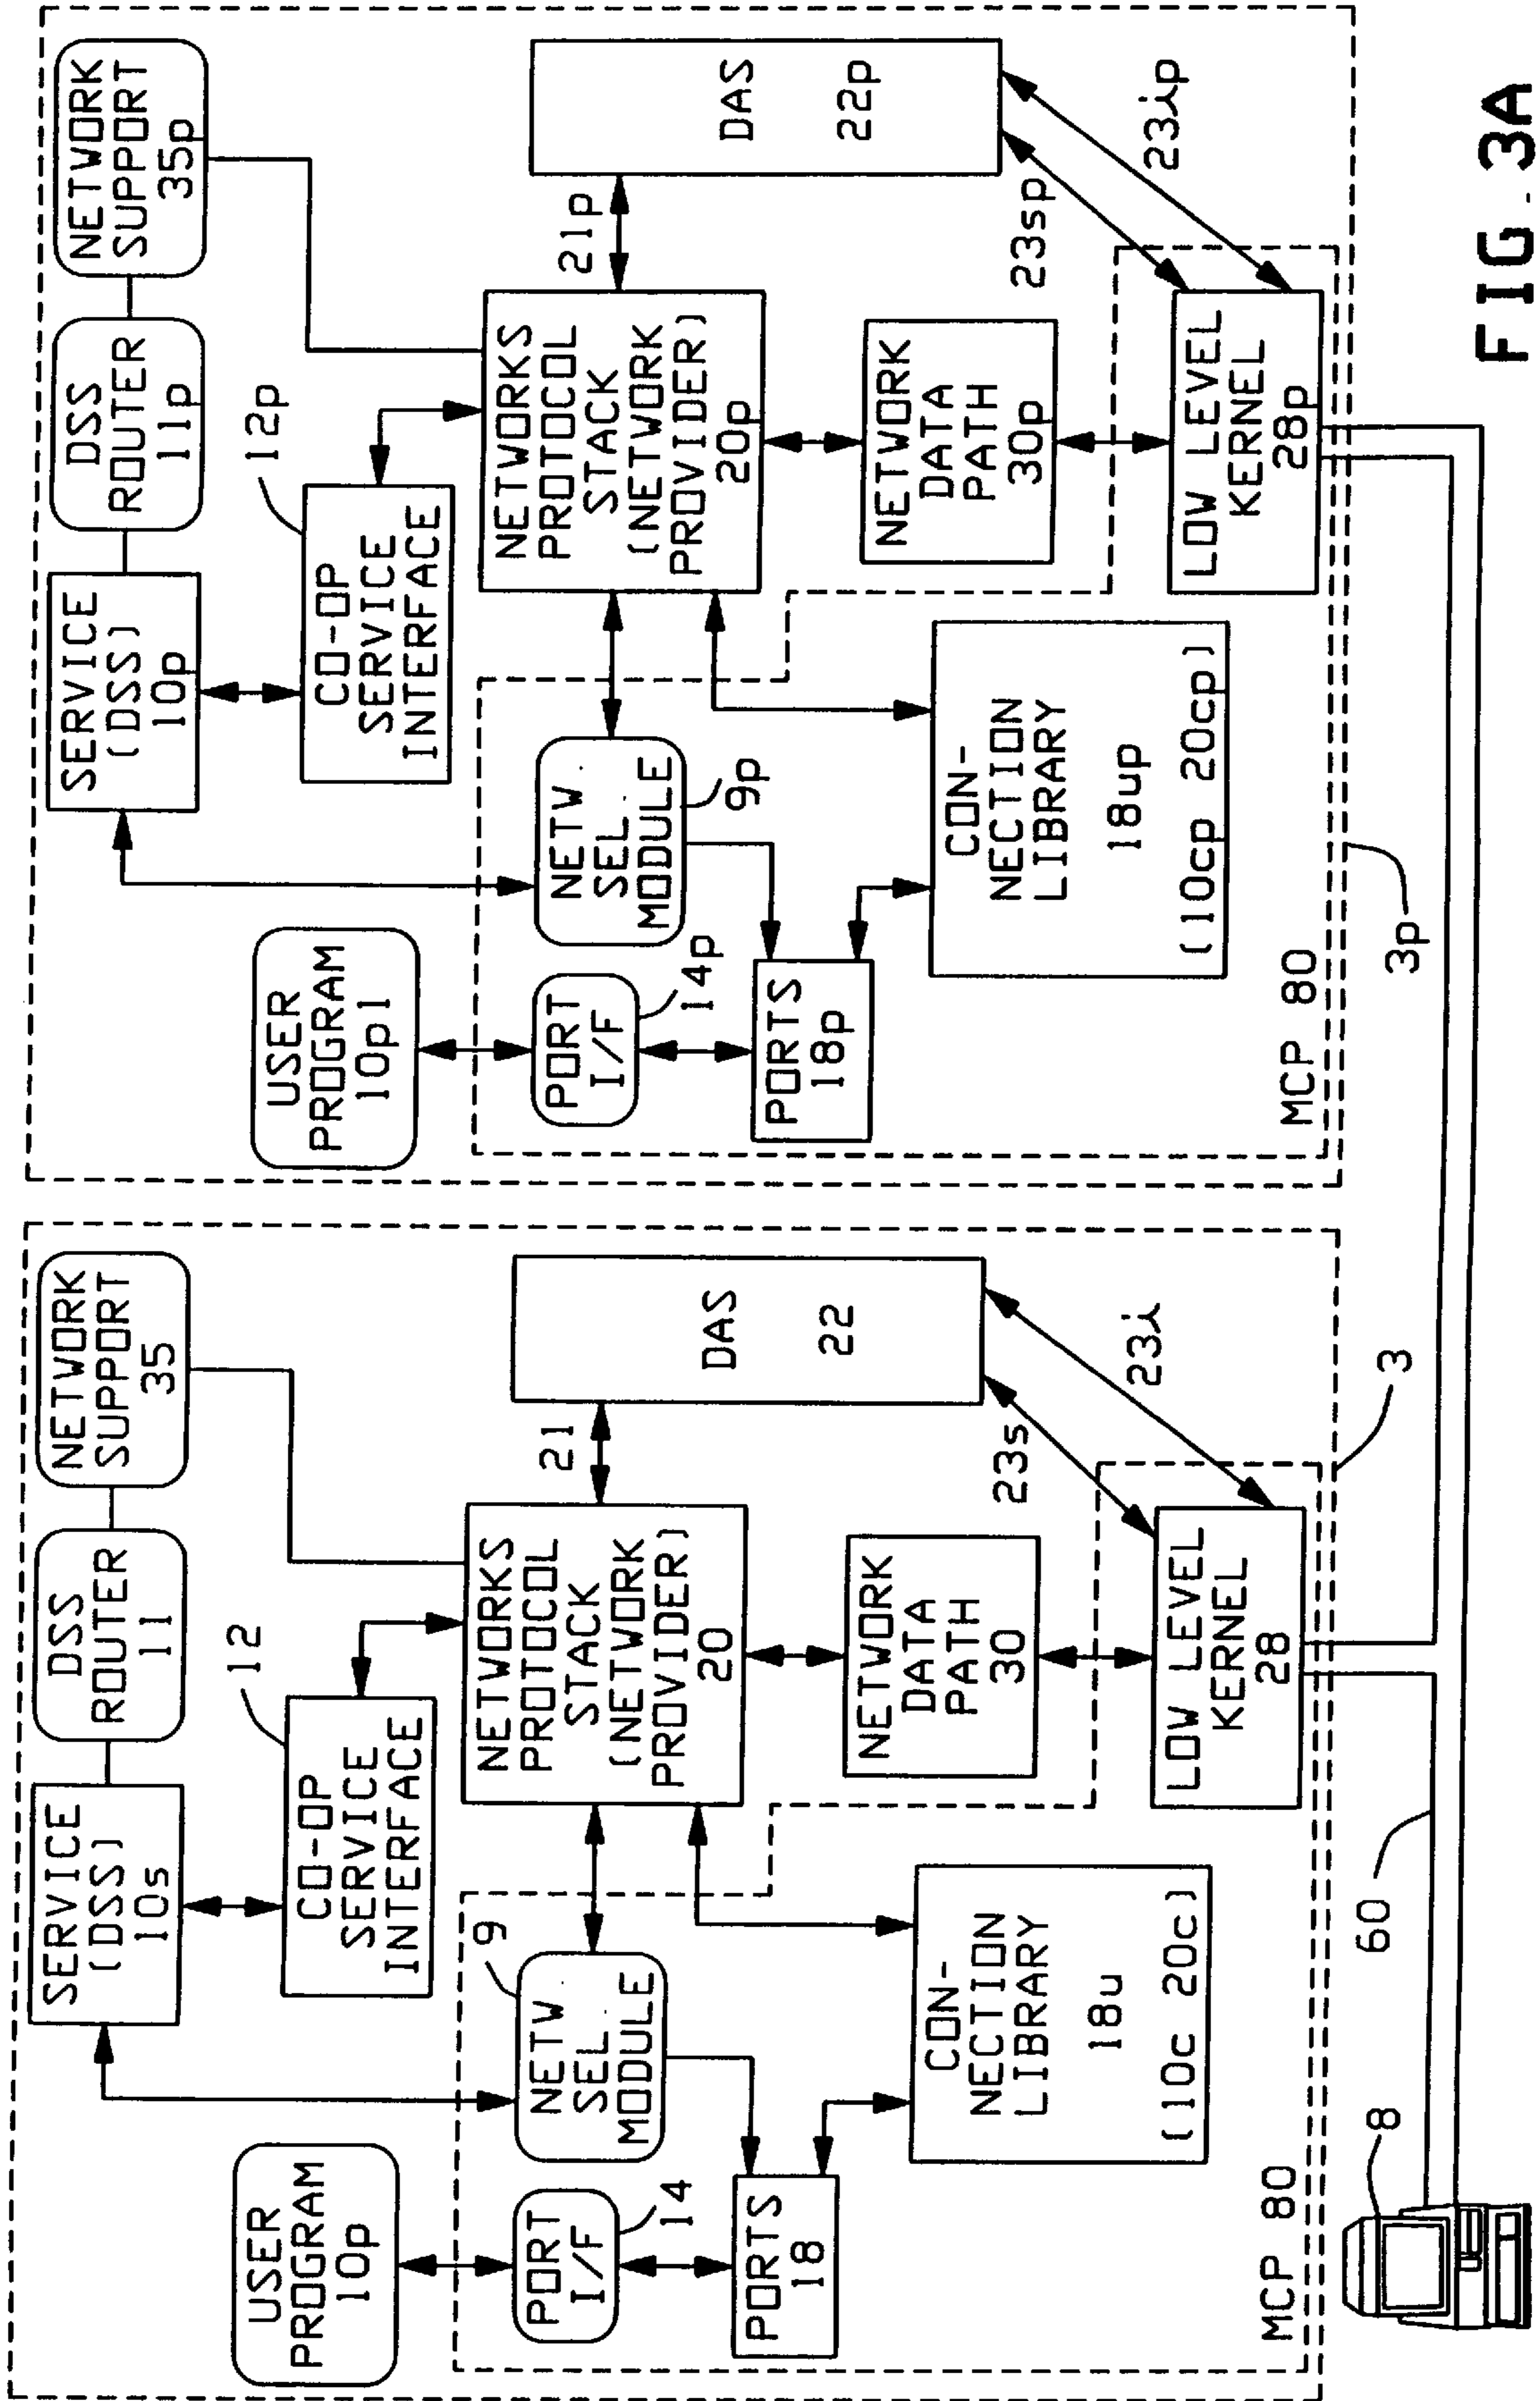 USER
PROGRAM
10p
SERVICE
(DSS)
10s
DSS
ROUTER
11
NETWORK
SUPPORT
35
12
CO-OP
SERVICE
INTERFACE
9
NETW
SEL
MODULE
PORT
I/F
14
PORTS
18
NETWORKS
PROTOCOL
STACK
(NETWORK
PROVIDER)
20
21
DAS
22
CON-
NECTION
LIBRARY
18u
(10c 20c)
NETWORK
DATA
PATH
30
23s
23i
LOW LEVEL
KERNEL
28
MCP 80
3
60
8
USER
PROGRAM
10p1
SERVICE
(DSS)
10p
DSS
ROUTER
11p
NETWORK
SUPPORT
35p
12p
CO-OP
SERVICE
INTERFACE
NETW.
SEL.
MODULE
9p
PORT
I/F
14p
PORTS
18p
NETWORKS
PROTOCOL
STACK
(NETWORK
PROVIDER)
20p
21p
DAS
22p
CON-
NECTION
LIBRARY
18up
(10cp 20cp)
NETWORK
DATA
PATH
30p
23sp
23ip
LOW LEVEL
KERNEL
28p
MCP 80
3p
FIG. 3A